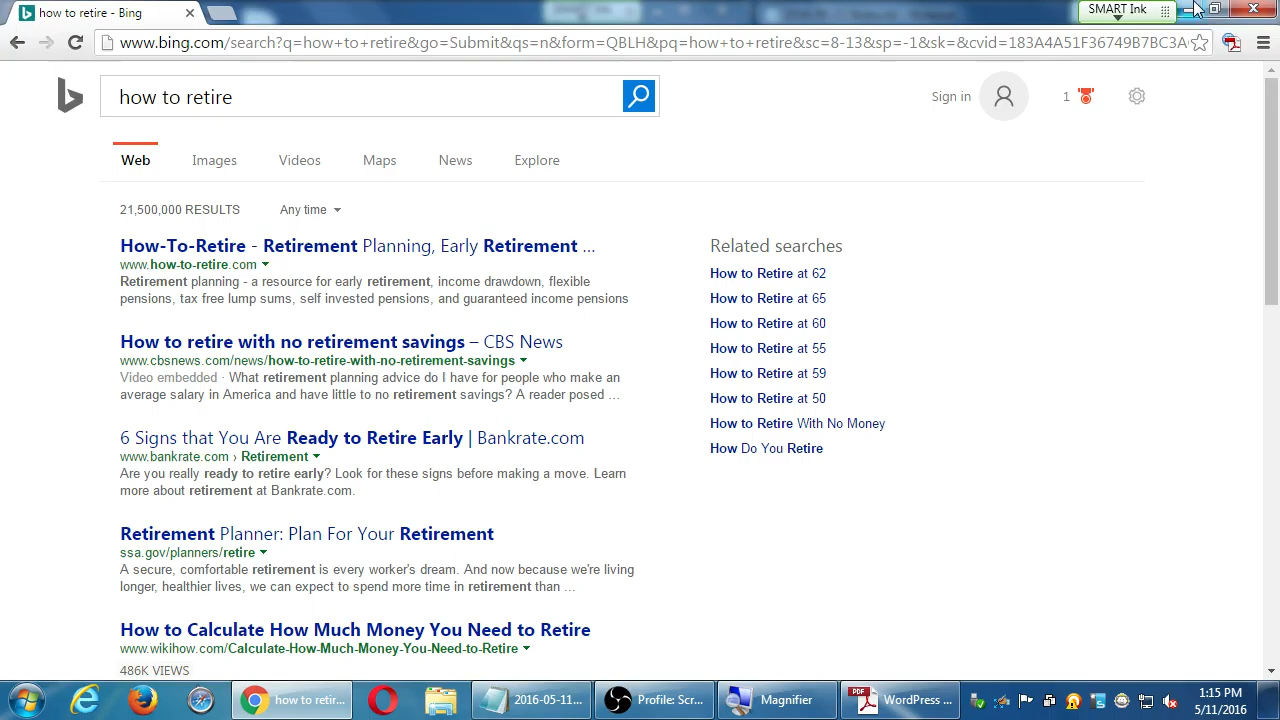 how to retire - Bing
SMART Ink
www.bing.com/search?q=how+to+retire&go=Submit&qs=n&form=QBLH&pq=how+to+retire&sc=8-13&sp=-1&sk=&cvid=183A4A51F36749B7BC3A
how to retire
Sign in
1
Web Images Videos Maps News Explore
21,500,000 RESULTS Any time
How-To-Retire - Retirement Planning, Early Retirement ...
www.how-to-retire.com
Retirement planning - a resource for early retirement, income drawdown, flexible
pensions, tax free lump sums, self invested pensions, and guaranteed income pensions
How to retire with no retirement savings – CBS News
www.cbsnews.com/news/how-to-retire-with-no-retirement-savings
Video embedded · What retirement planning advice do I have for people who make an
average salary in America and have little to no retirement savings? A reader posed ...
6 Signs that You Are Ready to Retire Early | Bankrate.com
www.bankrate.com › Retirement
Are you really ready to retire early? Look for these signs before making a move. Learn
more about retirement at Bankrate.com.
Retirement Planner: Plan For Your Retirement
ssa.gov/planners/retire
A secure, comfortable retirement is every worker's dream. And now because we're living
longer, healthier lives, we can expect to spend more time in retirement than ...
How to Calculate How Much Money You Need to Retire
www.wikihow.com/Calculate-How-Much-Money-You-Need-to-Retire
486K VIEWS
Related searches
How to Retire at 62
How to Retire at 65
How to Retire at 60
How to Retire at 55
How to Retire at 59
How to Retire at 50
How to Retire With No Money
How Do You Retire
how to retir...
2016-05-11...
Profile: Scr...
Magnifier
PDF
WordPress ...
1:15 PM
5/11/2016